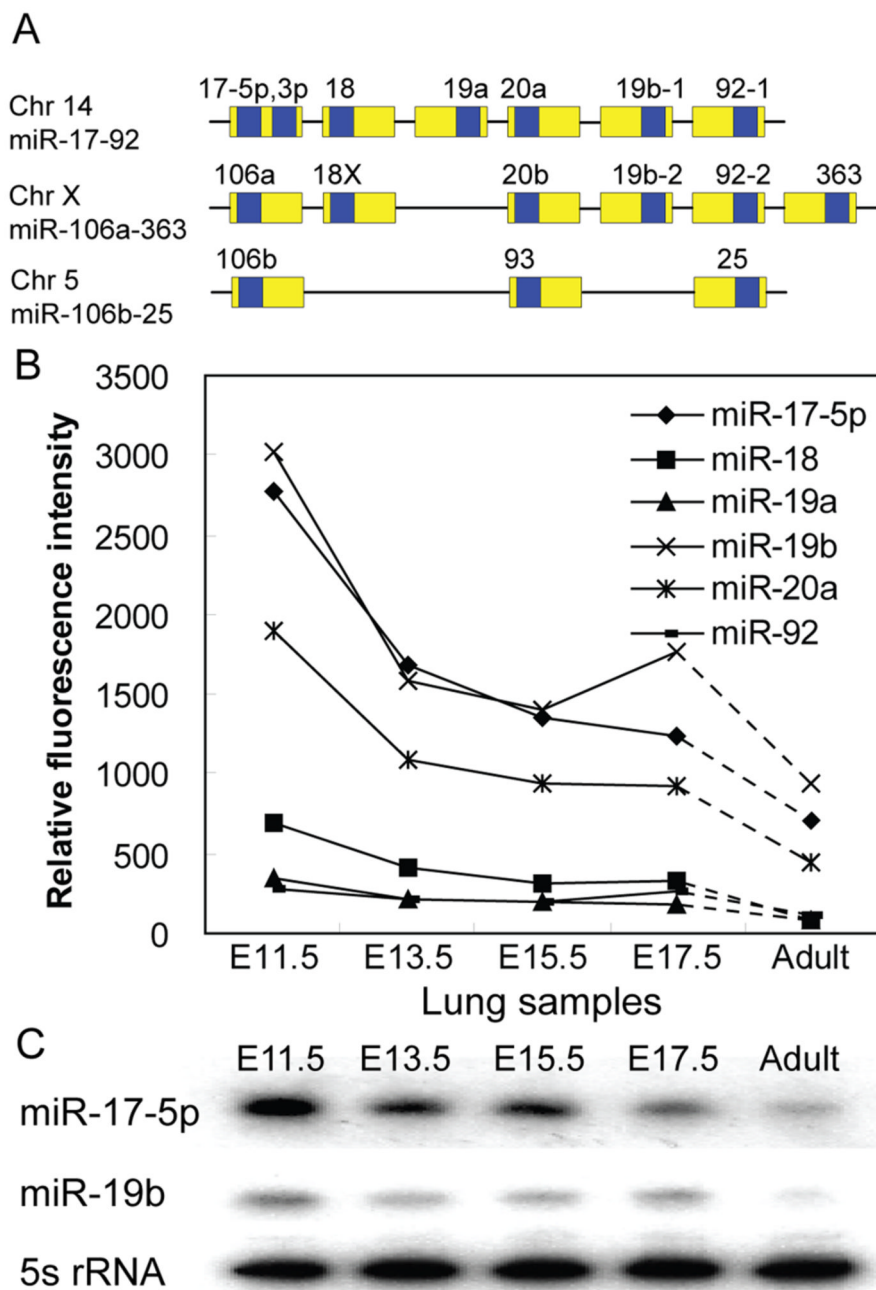 A
17-5p,3p 18 19a 20a 19b-1 92-1
Chr 14
miR-17-92
106a 18X 20b 19b-2 92-2 363
Chr X
miR-106a-363
106b 93 25
Chr 5
miR-106b-25
B
Relative fluorescence intensity
3500
3000
2500
2000
1500
1000
500
0
miR-17-5p
miR-18
miR-19a
miR-19b
miR-20a
miR-92
E11.5 E13.5 E15.5 E17.5 Adult
Lung samples
C
E11.5 E13.5 E15.5 E17.5 Adult
miR-17-5p
miR-19b
5s rRNA